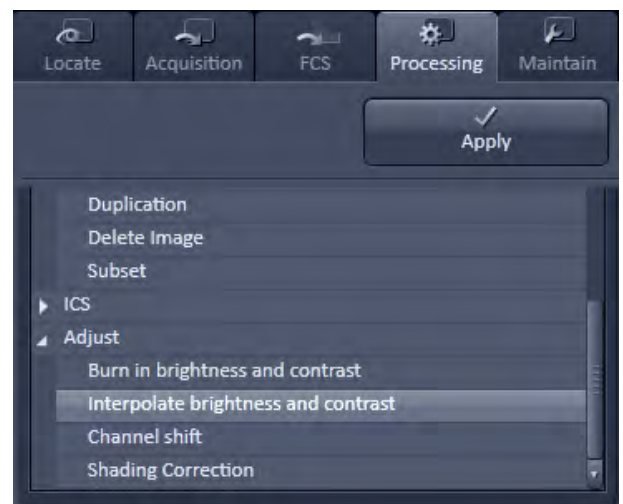 Locate Acquisition FCS Processing Maintain
Apply
Duplication
Delete Image
Subset
ICS
Adjust
Burn in brightness and contrast
Interpolate brightness and contrast
Channel shift
Shading Correction